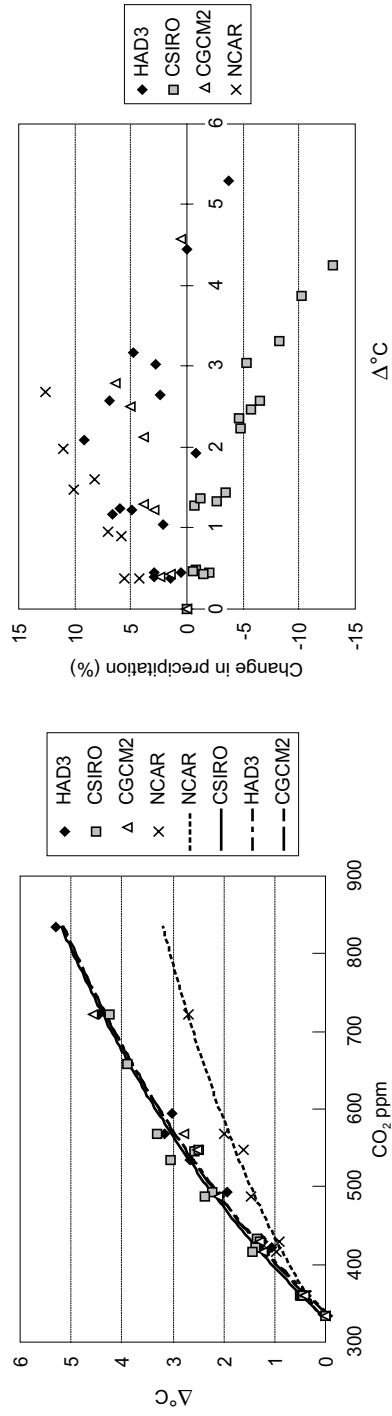 6
5
4
3
2
1
0
Δ°C
300 400 500 600 700 800 900
CO₂ ppm
HAD3
CSIRO
CGCM2
NCAR
NCAR
CSIRO
HAD3
CGCM2
15
10
5
0
-5
-10
-15
Change in precipitation (%)
0 1 2 3 4 5 6
Δ°C
HAD3
CSIRO
CGCM2
NCAR